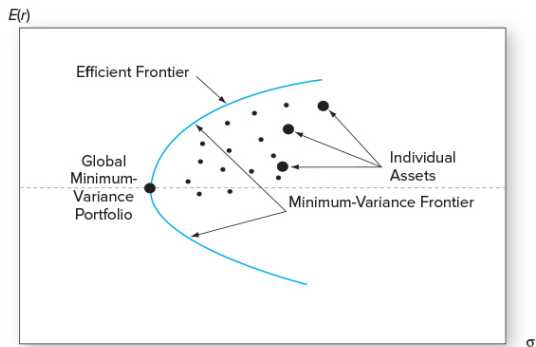 E(r)
Efficient Frontier
Global
Minimum-
Variance
Portfolio
Individual
Assets
Minimum-Variance Frontier
σ